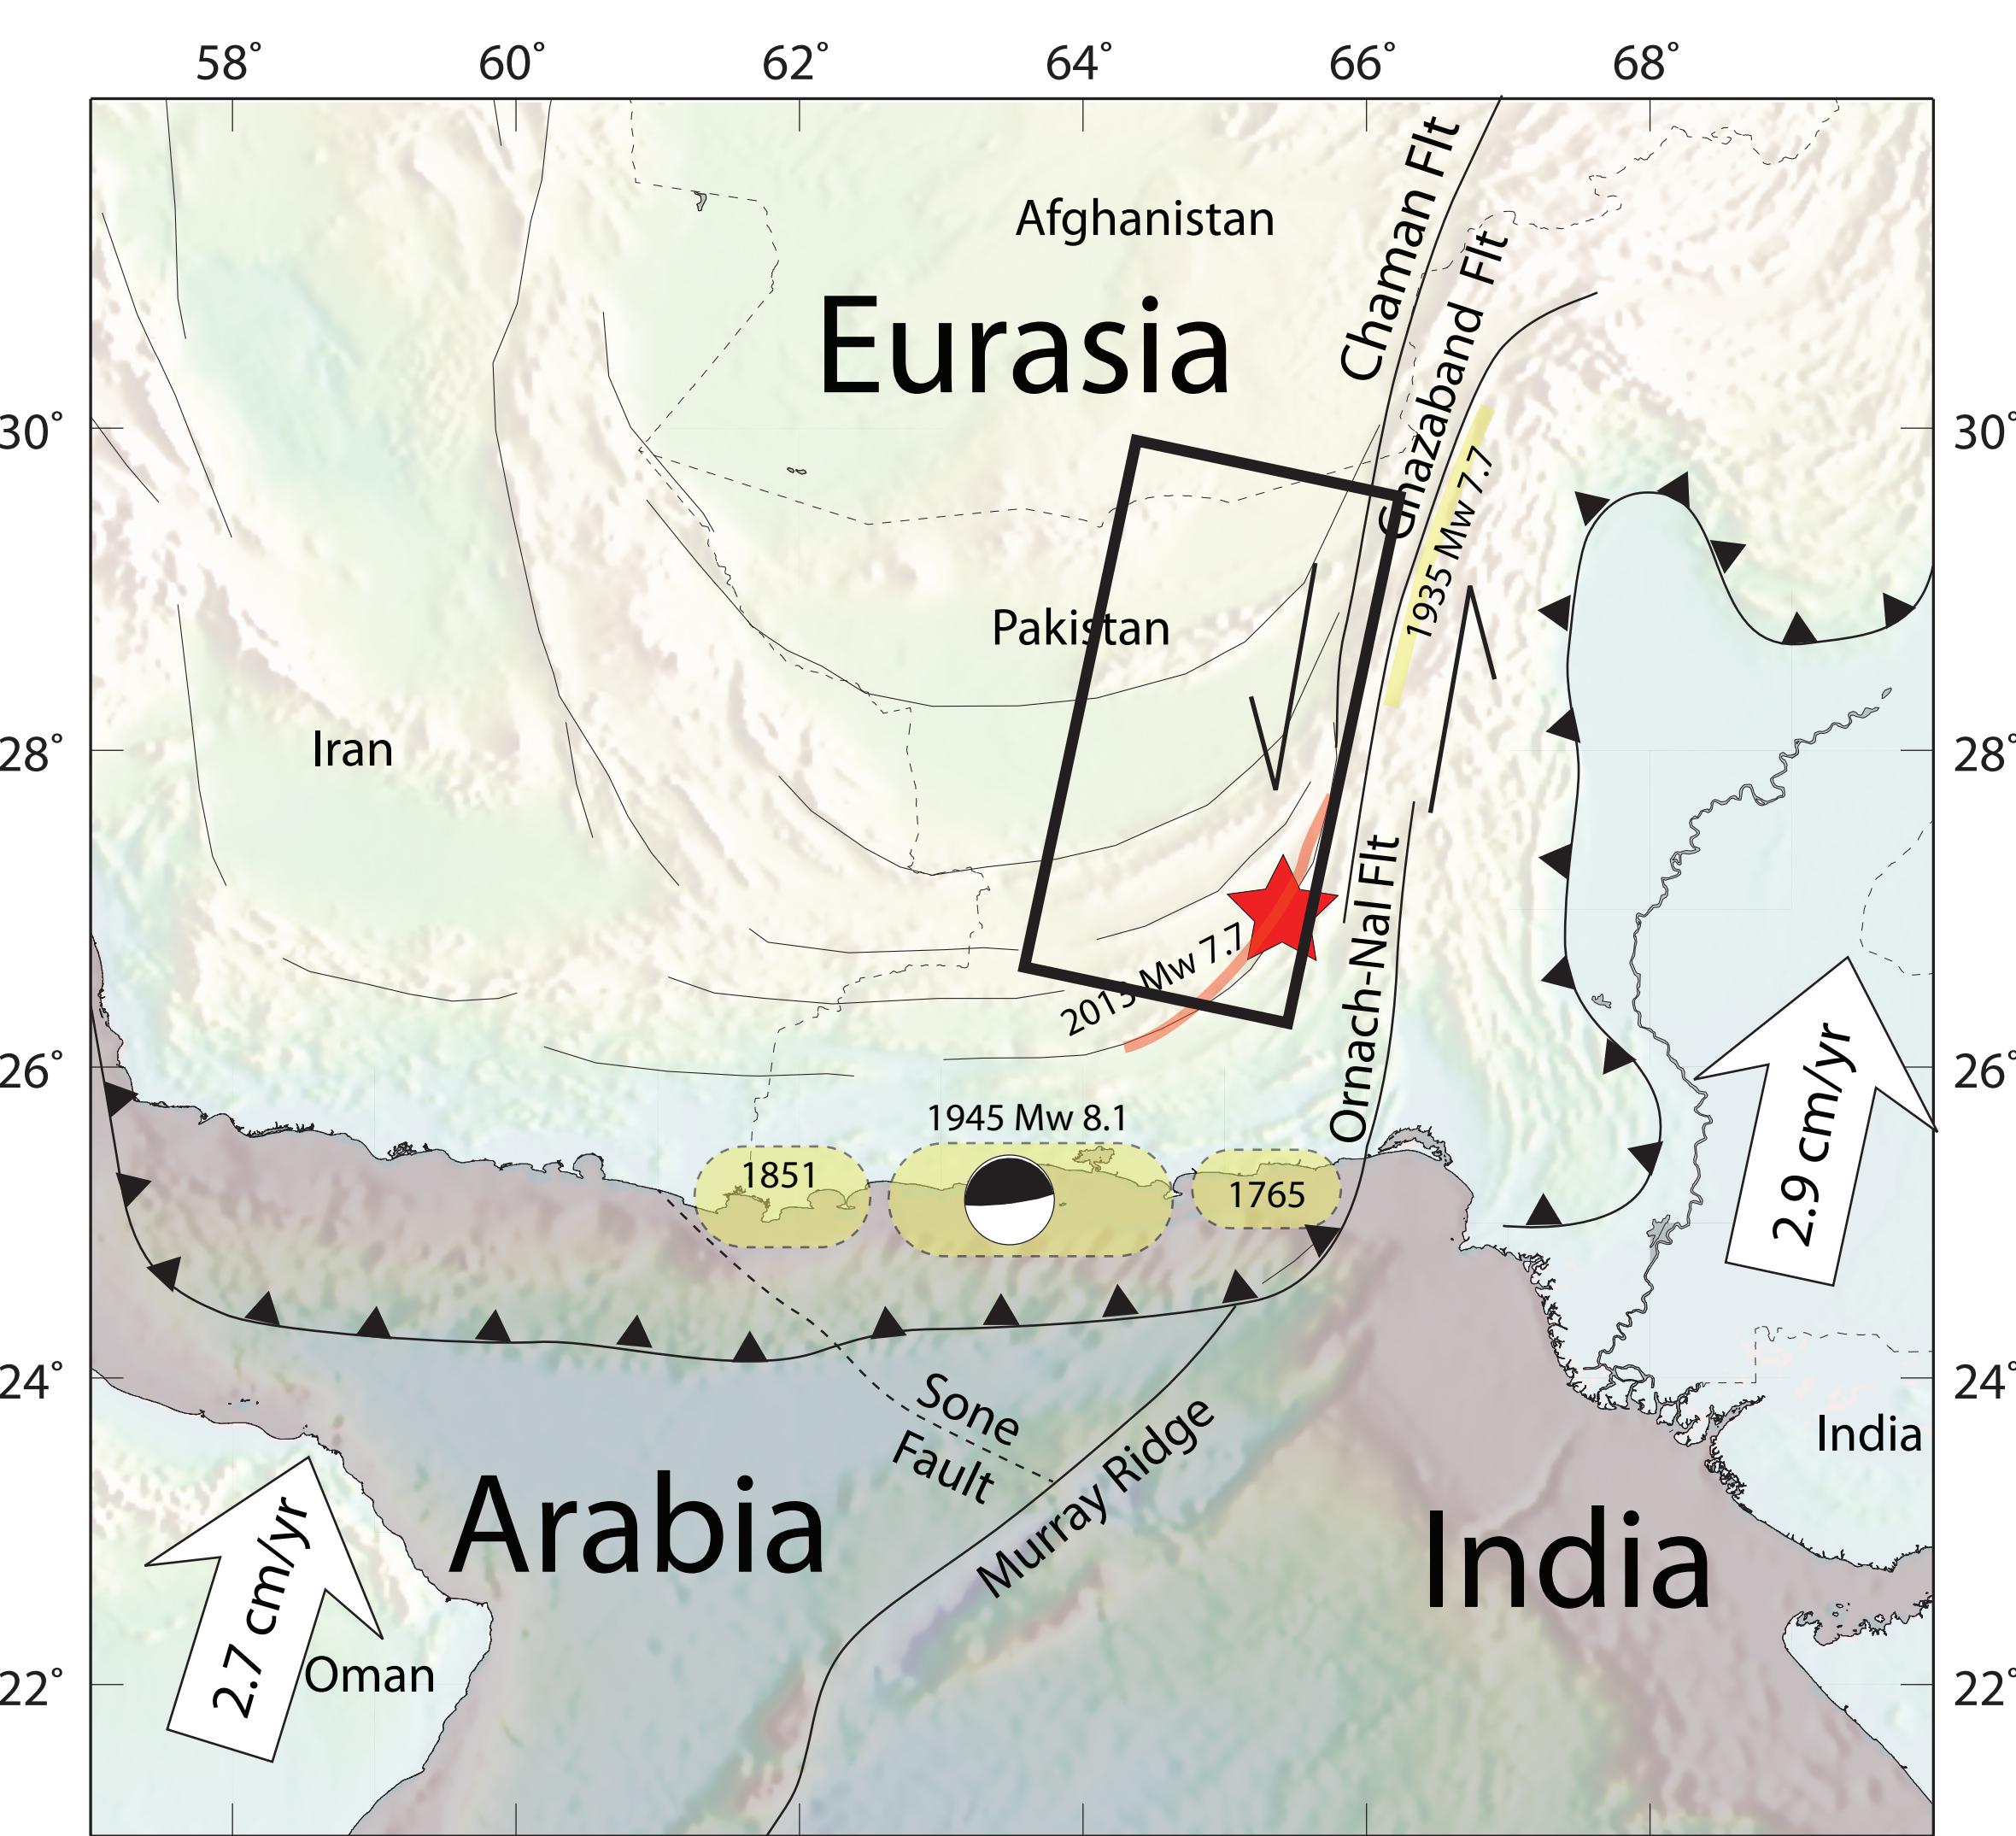 58°
60°
62°
64°
66°
68°
Chaman Flt
Afghanistan
Ghazaband Flt
Eurasia
30°
30°
1935 Mw 7.7
Pakistan
Iran
28°
28°
Ornach-Nal Flt
2013 Mw 7.7
26°
26°
2.9 cm/yr
1945 Mw 8.1
1851
1765
24°
24°
Sone
Fault
Murray Ridge
India
Arabia
India
2.7 cm/yr
Oman
22°
22°